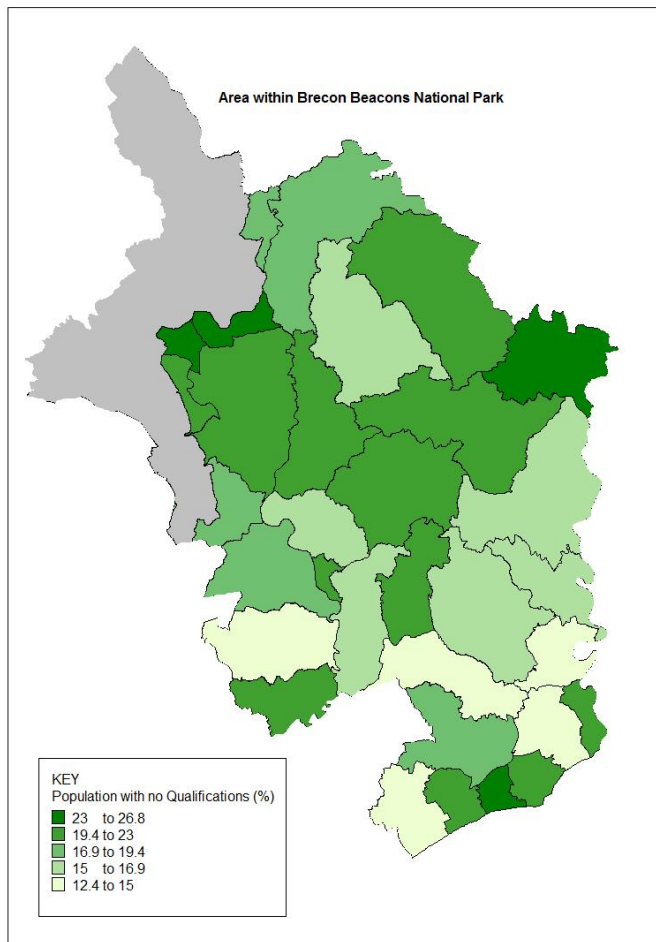 Area within Brecon Beacons National Park
KEY
Population with no Qualifications (%)
23 to 26.8
19.4 to 23
16.9 to 19.4
15 to 16.9
12.4 to 15